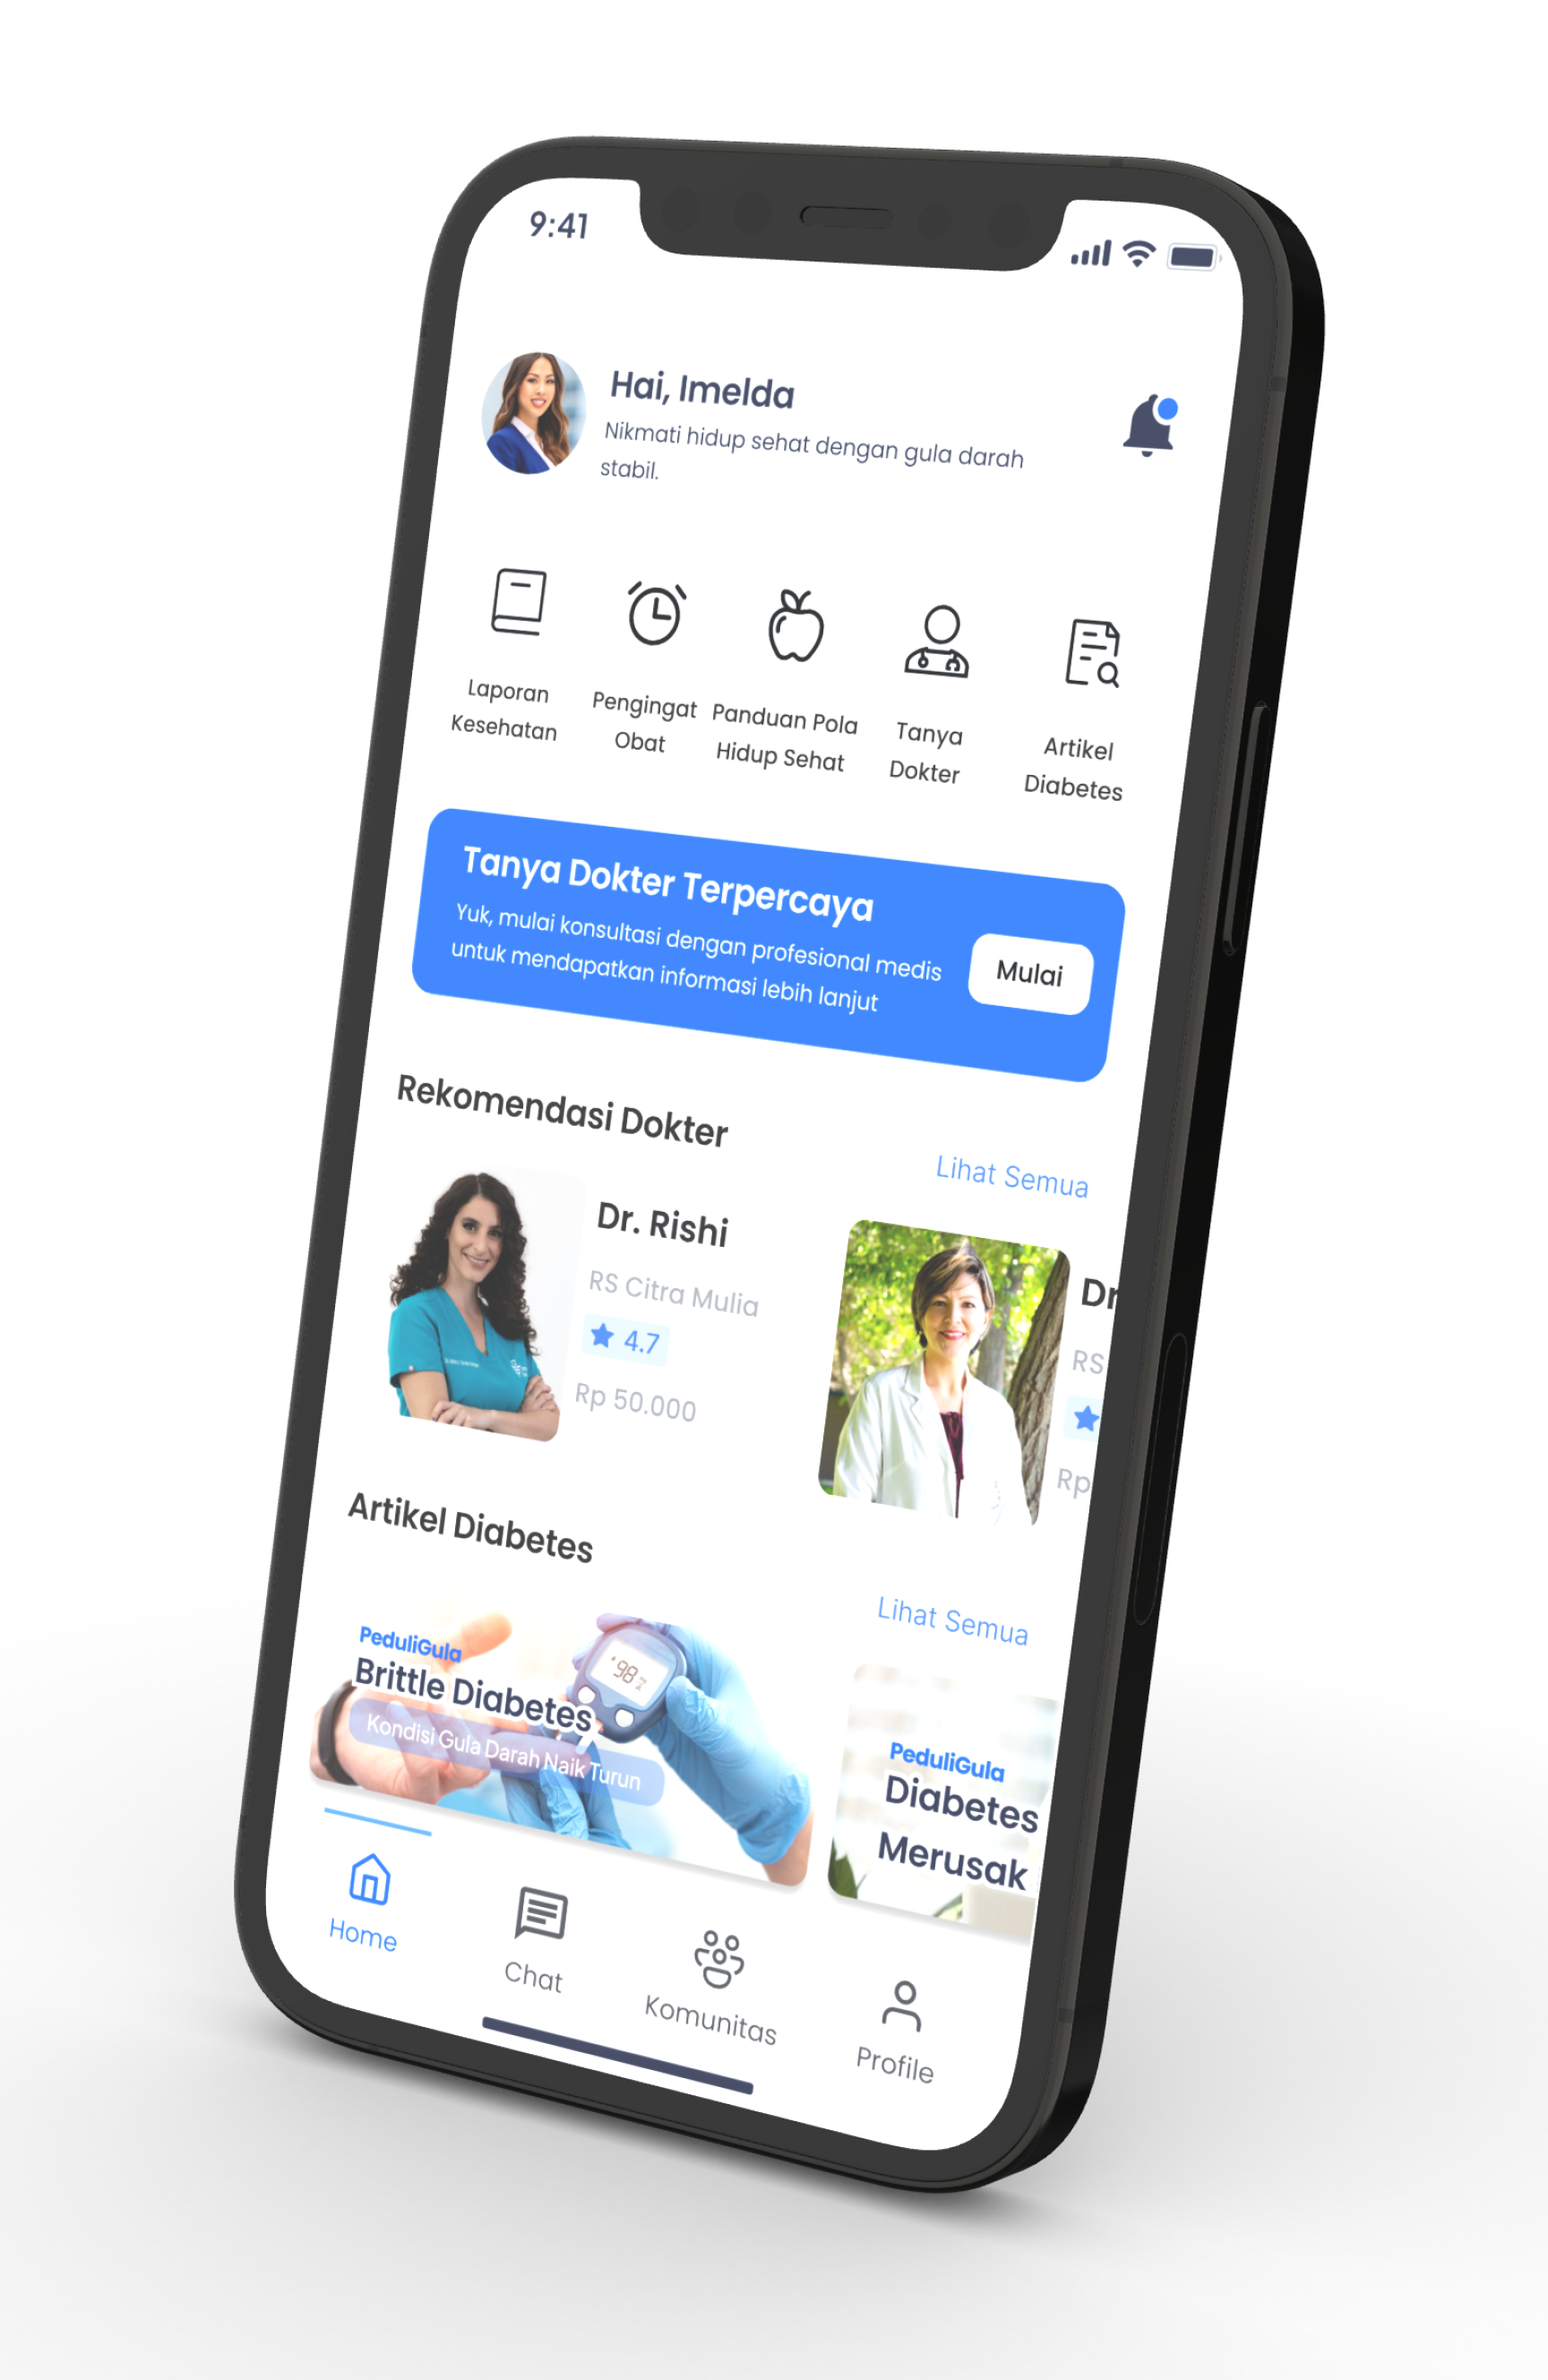 9:41
Hai, Imelda
Nikmati hidup sehat dengan gula darah
stabil.
Laporan
Kesehatan
Pengingat
Obat
Panduan Pola
Hidup Sehat
Tanya
Dokter
Artikel
Diabetes
Tanya Dokter Terpercaya
Yuk, mulai konsultasi dengan profesional medis
untuk mendapatkan informasi lebih lanjut
Mulai
Rekomendasi Dokter
Lihat Semua
Dr. Rishi
RS Citra Mulia
4.7
Rp 50.000
Dr
RS
Rp
Artikel Diabetes
Lihat Semua
PeduliGula
Brittle Diabetes
Kondisi Gula Darah Naik Turun
98
PeduliGula
Diabetes
Merusak
Home
Chat
Komunitas
Profile